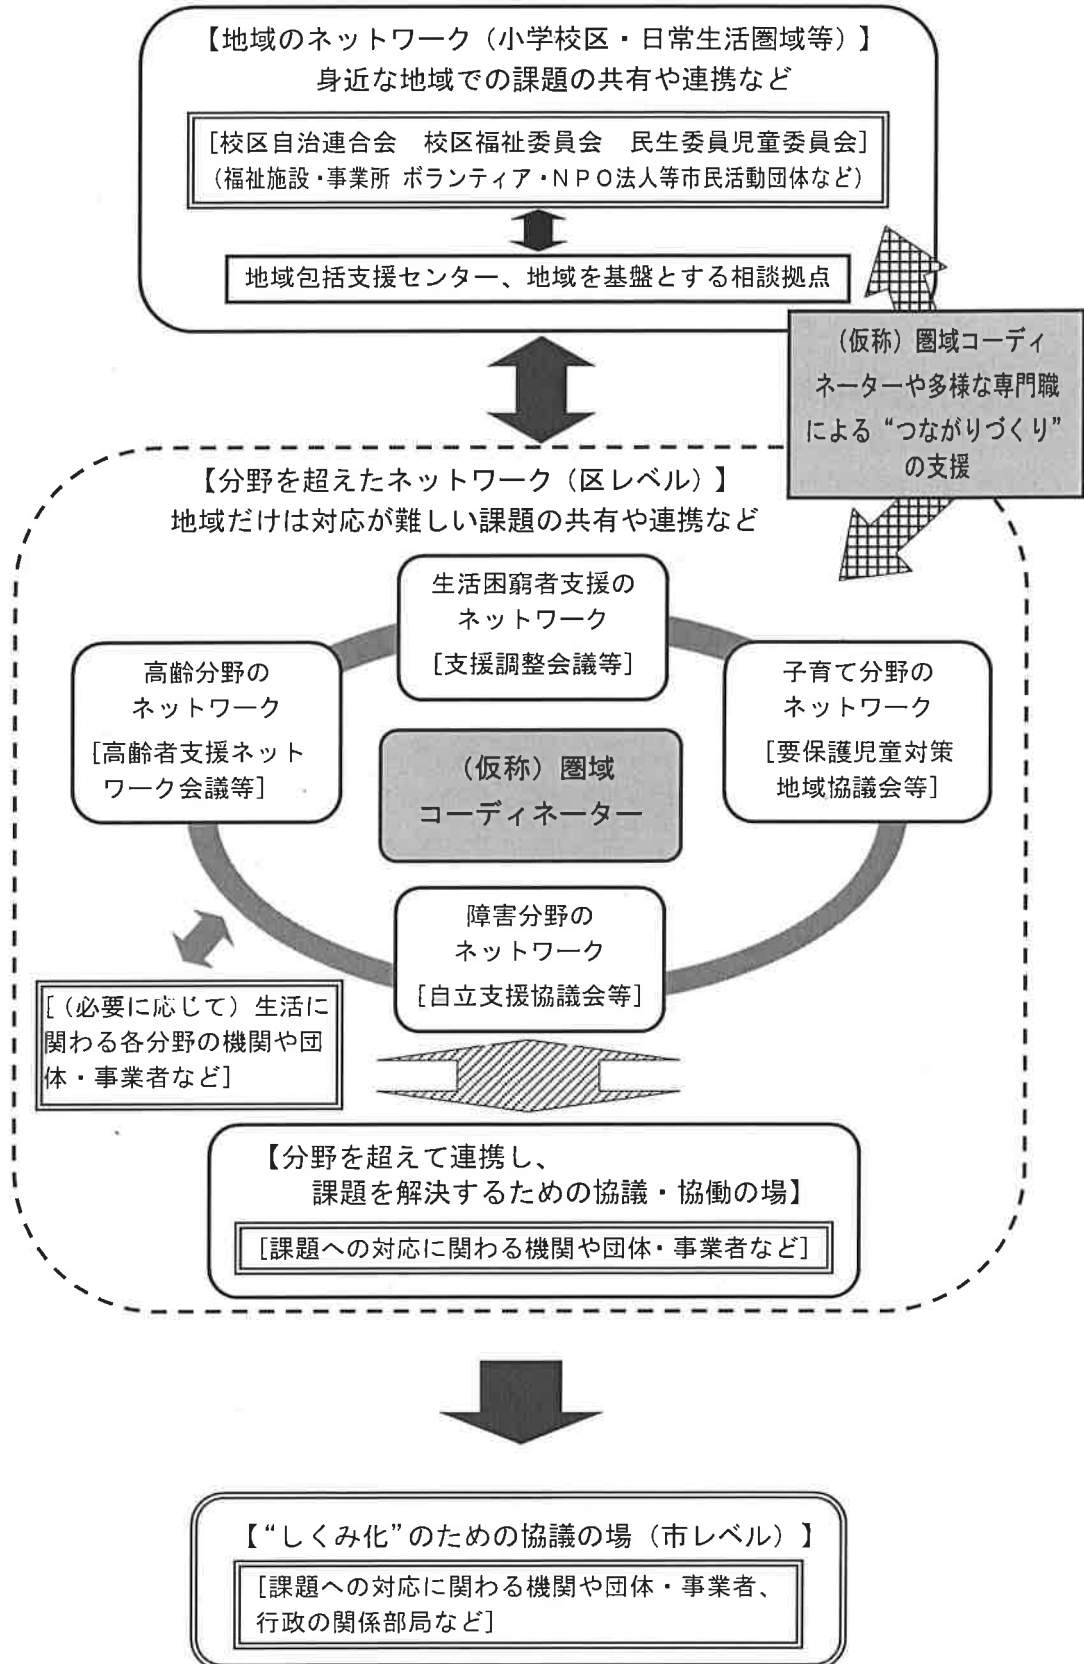 【地域のネットワーク（小学校区・日常生活圏域等）】
身近な地域での課題の共有や連携など
[校区自治連合会　校区福祉委員会　民生委員児童委員会]
（福祉施設・事業所 ボランティア・ＮＰＯ法人等市民活動団体など）
地域包括支援センター、地域を基盤とする相談拠点
（仮称）圏域コーディ
ネーターや多様な専門職
による“つながりづくり”
の支援
【分野を超えたネットワーク（区レベル）】
地域だけは対応が難しい課題の共有や連携など
生活困窮者支援の
ネットワーク
[支援調整会議等]
高齢分野の
ネットワーク
[高齢者支援ネット
ワーク会議等]
子育て分野の
ネットワーク
[要保護児童対策
地域協議会等]
（仮称）圏域
コーディネーター
障害分野の
ネットワーク
[自立支援協議会等]
[（必要に応じて）生活に
関わる各分野の機関や団
体・事業者など]
【分野を超えて連携し、
課題を解決するための協議・協働の場】
[課題への対応に関わる機関や団体・事業者など]
【“しくみ化”のための協議の場（市レベル）】
[課題への対応に関わる機関や団体・事業者、
行政の関係部局など]